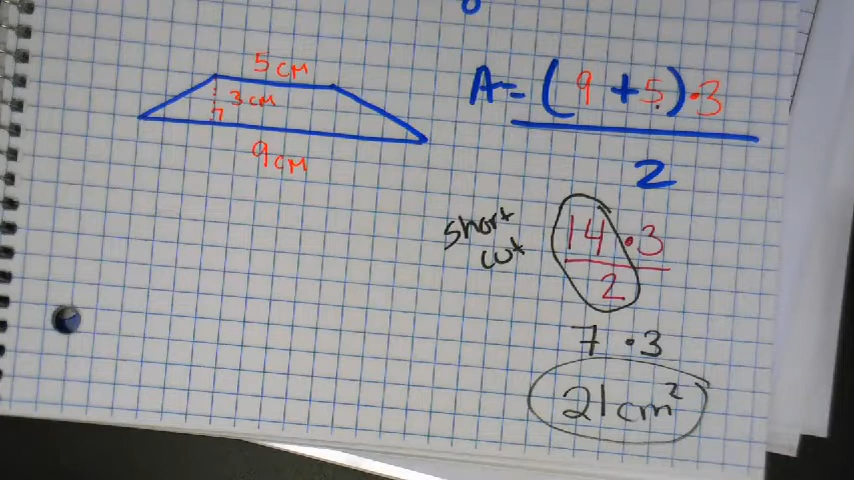 5 cm
3 cm
9 cm
A = (9 + 5) · 3
2
short
cut
14 · 3
2
7 · 3
21 cm²